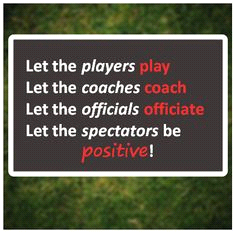 Let the players play
Let the coaches coach
Let the officials officiate
Let the spectators be
positive!